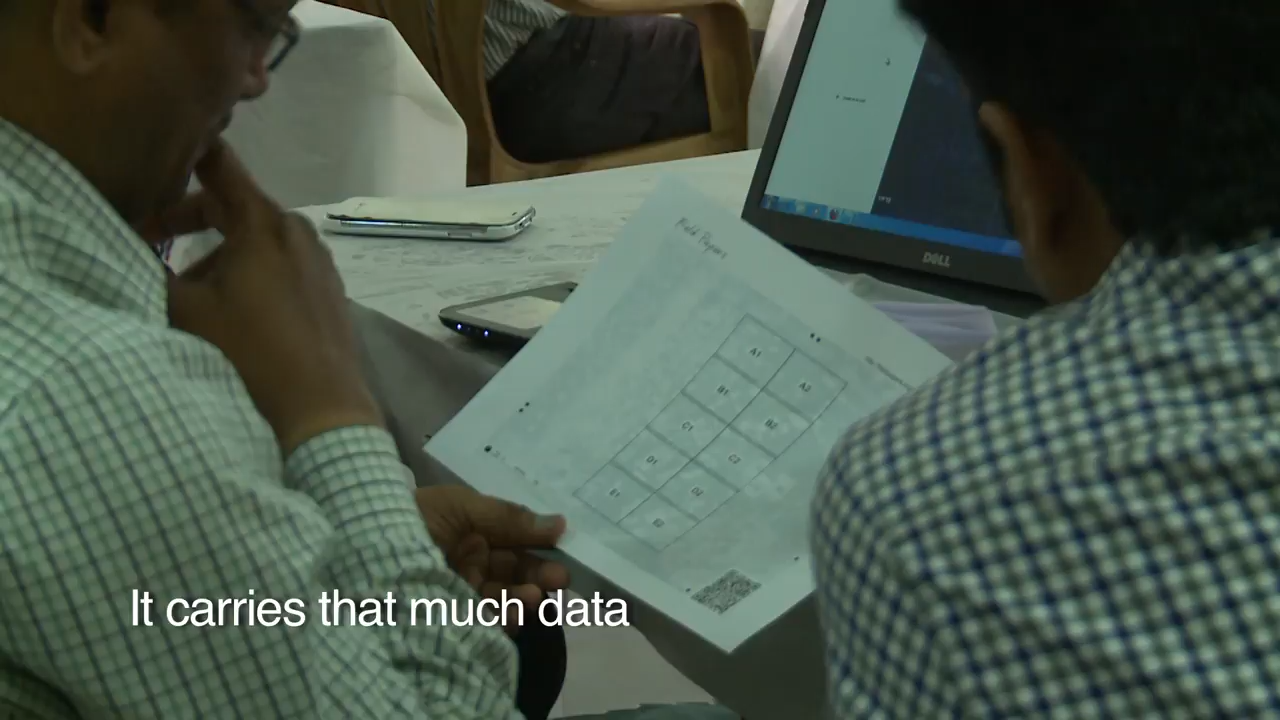 Field Papers
DELL
A1
A2
B1
B2
C1
C2
D1
D2
E1
E2
It carries that much data